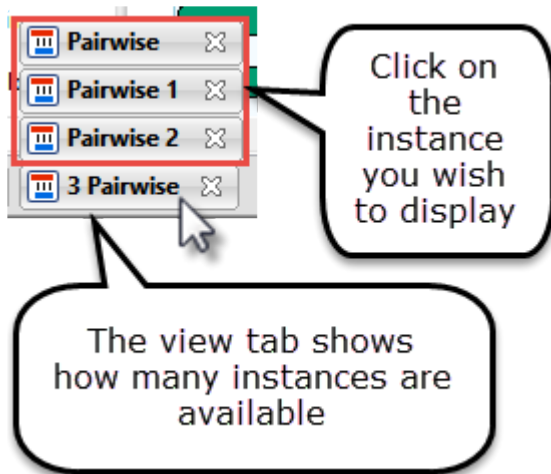 Pairwise
Pairwise 1
Pairwise 2
3 Pairwise
Click on
the
instance
you wish
to display
The view tab shows
how many instances are
available